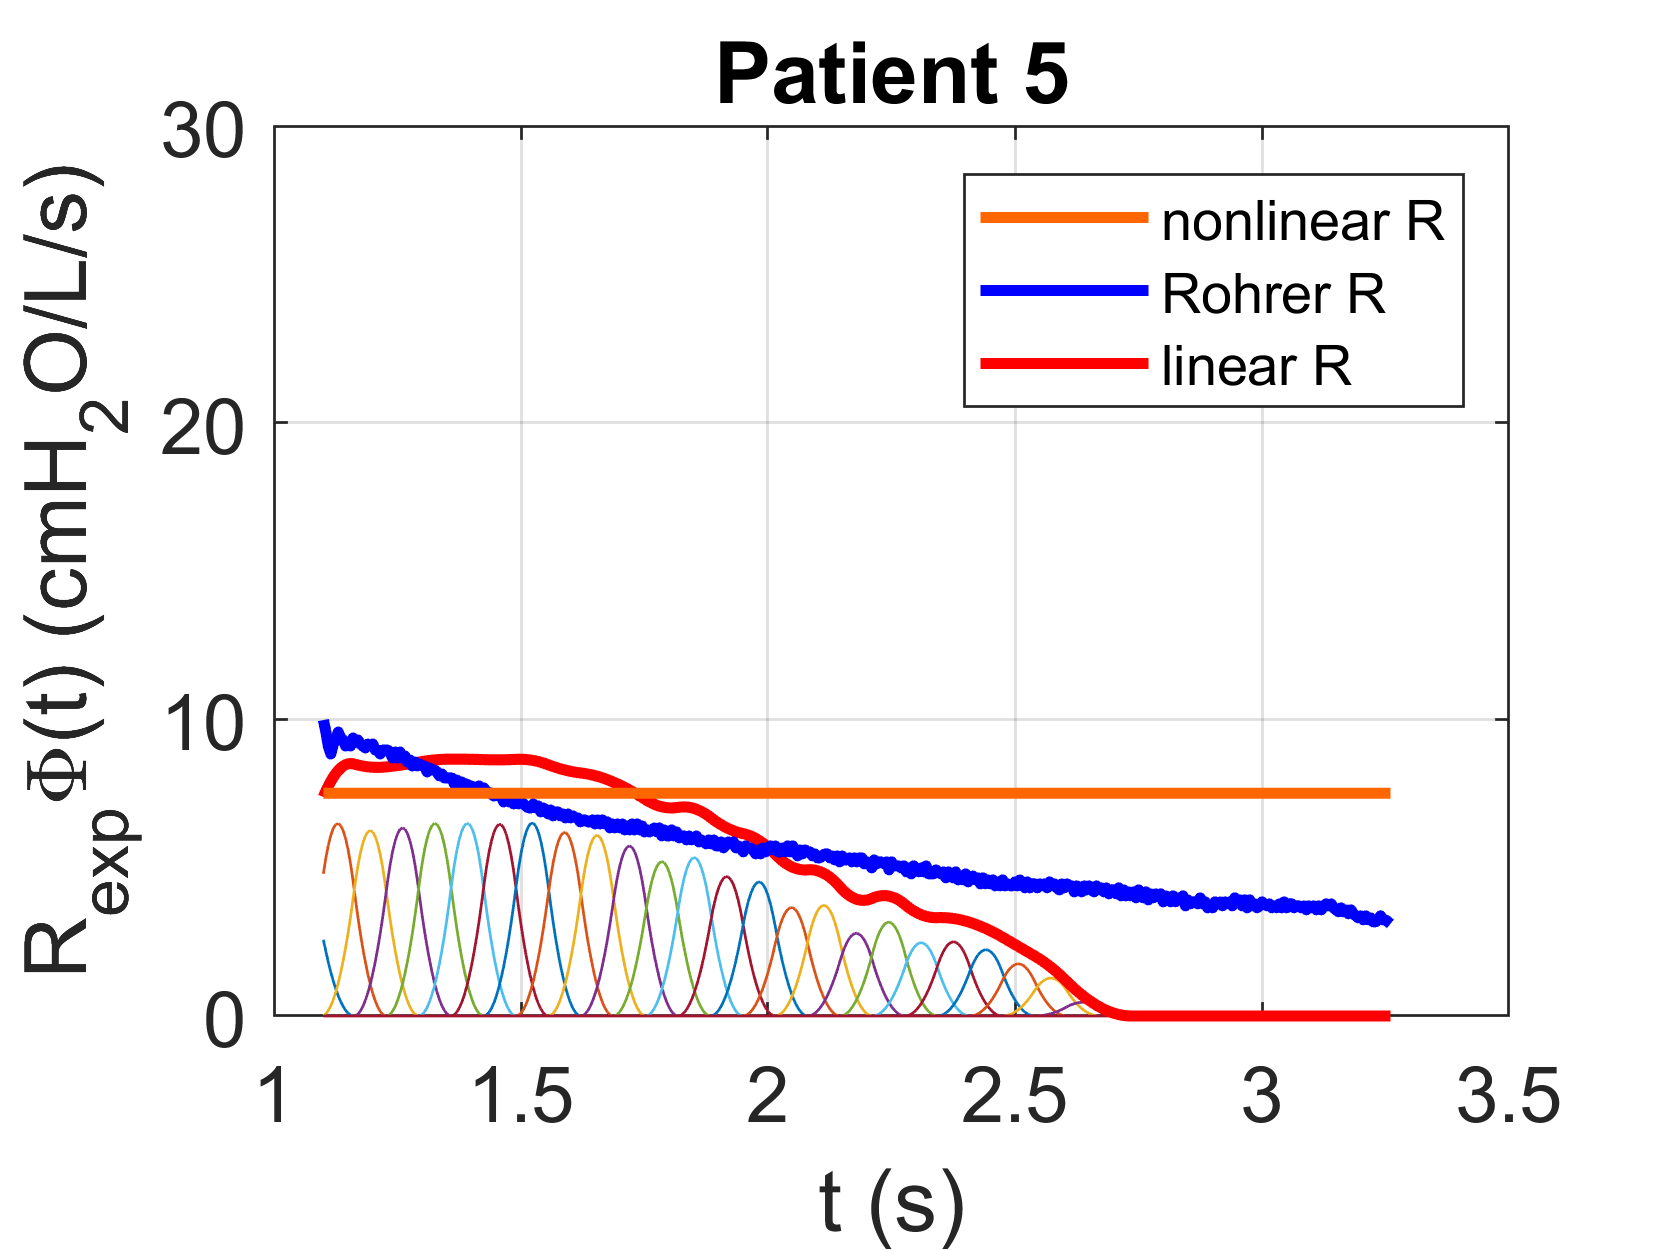 Patient 5
30
20
10
0
R_expΦ(t) (cmH_2O/L/s)
nonlinear R
Rohrer R
linear R
1 1.5 2 2.5 3 3.5
t (s)